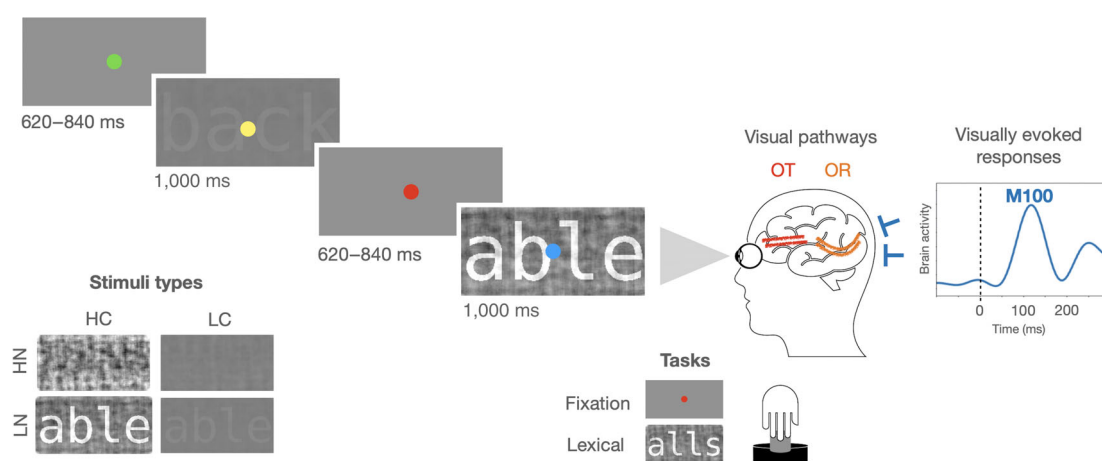 620–840 ms
back
1,000 ms
620–840 ms
able
1,000 ms
Visual pathways
OT OR
Visually evoked
responses
M100
Brain activity
0 100 200
Time (ms)
Stimuli types
HC LC
HN
LN
able able
Tasks
Fixation
Lexical
alls